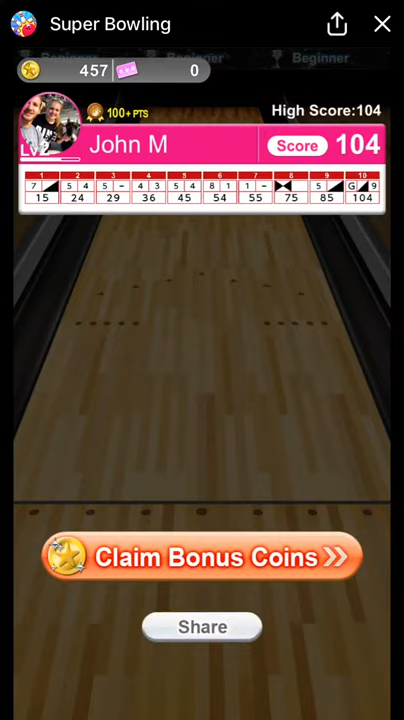 Super Bowling
Beginner Beginner Beginner
457 0
100+ PTS High Score:104
LV2 John M Score 104
1 2 3 4 5 6 7 8 9 10
7 5 4 5 – 4 3 5 4 8 1 1 – 5 G 9
15 24 29 36 45 54 55 75 85 104
Claim Bonus Coins
Share